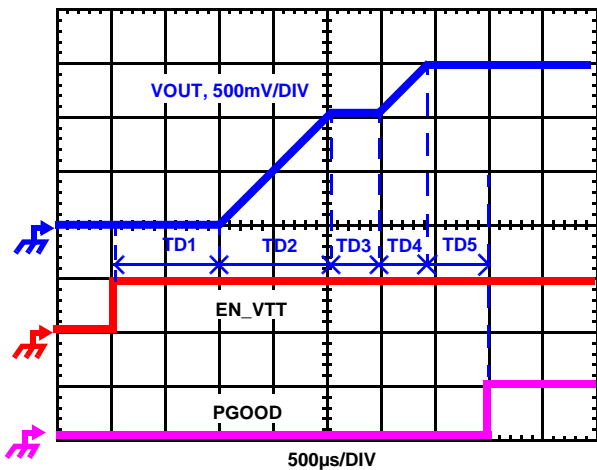 VOUT, 500mV/DIV
TD1 TD2 TD3 TD4 TD5
EN_VTT
PGOOD
500µs/DIV